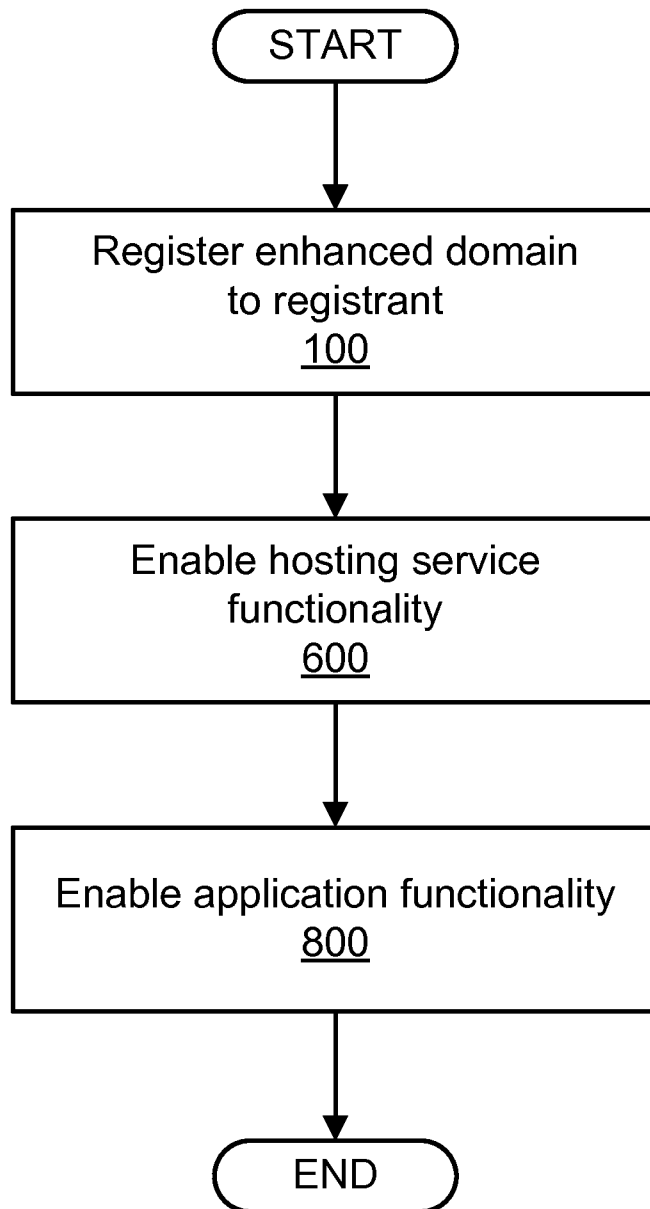 START
Register enhanced domain
to registrant
100
Enable hosting service
functionality
600
Enable application functionality
800
END